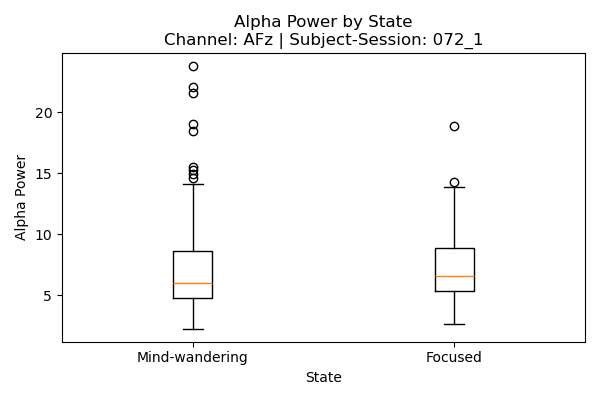 Alpha Power by State
Channel: AFz | Subject-Session: 072_1
Alpha Power
20
15
10
5
Mind-wandering
Focused
State